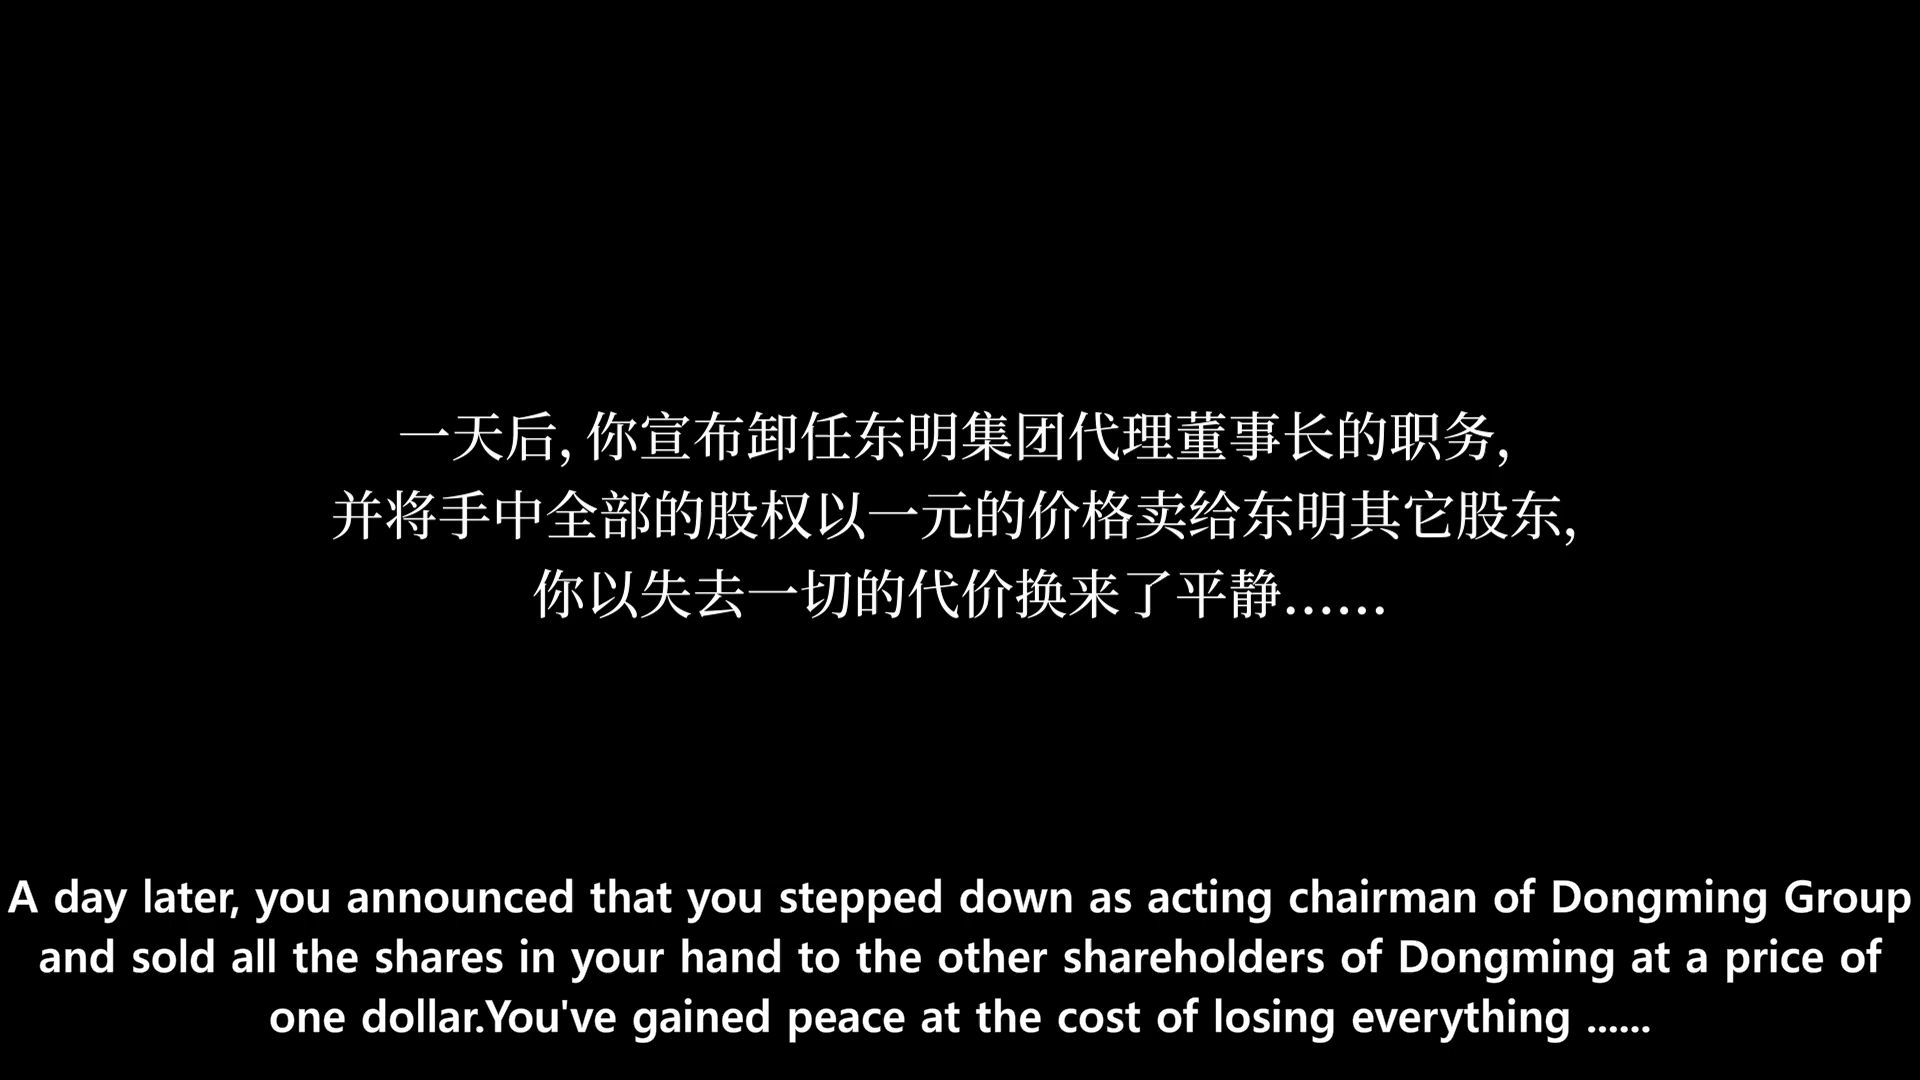 一天后, 你宣布卸任东明集团代理董事长的职务,
并将手中全部的股权以一元的价格卖给东明其它股东,
你以失去一切的代价换来了平静……
A day later, you announced that you stepped down as acting chairman of Dongming Group
and sold all the shares in your hand to the other shareholders of Dongming at a price of
one dollar.You've gained peace at the cost of losing everything ......